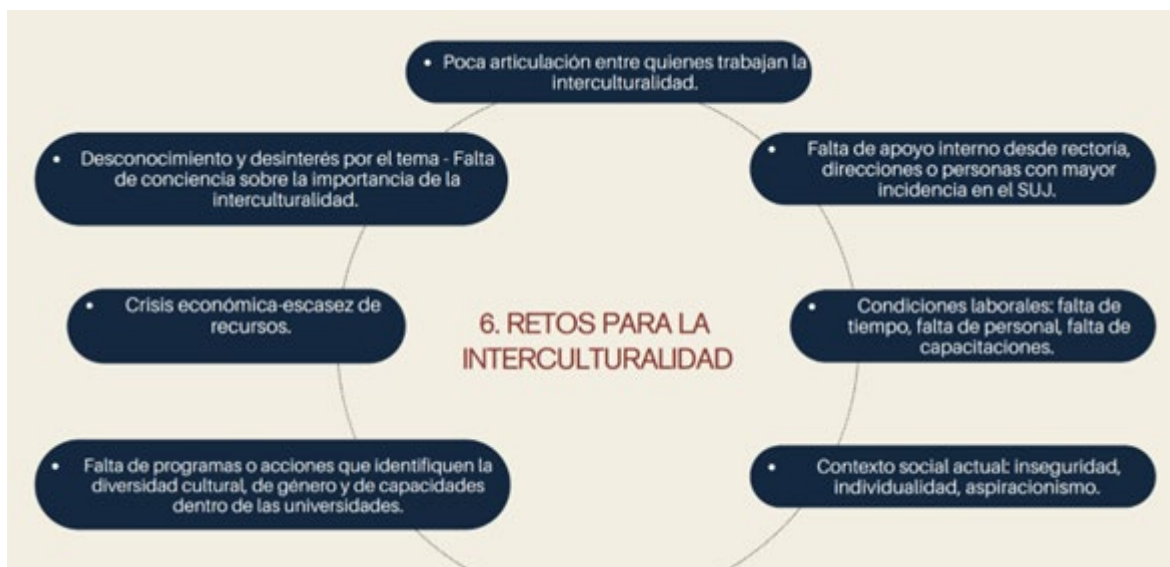 • Poca articulación entre quienes trabajan la
interculturalidad.
• Desconocimiento y desinterés por el tema - Falta
de conciencia sobre la importancia de la
interculturalidad.
• Falta de apoyo interno desde rectoría,
direcciones o personas con mayor
incidencia en el SUJ.
• Crisis económica-escasez de
recursos.
6. RETOS PARA LA
INTERCULTURALIDAD
• Condiciones laborales: falta de
tiempo, falta de personal, falta de
capacitaciones.
• Falta de programas o acciones que identifiquen la
diversidad cultural, de género y de capacidades
dentro de las universidades.
• Contexto social actual: inseguridad,
individualidad, aspiracionismo.